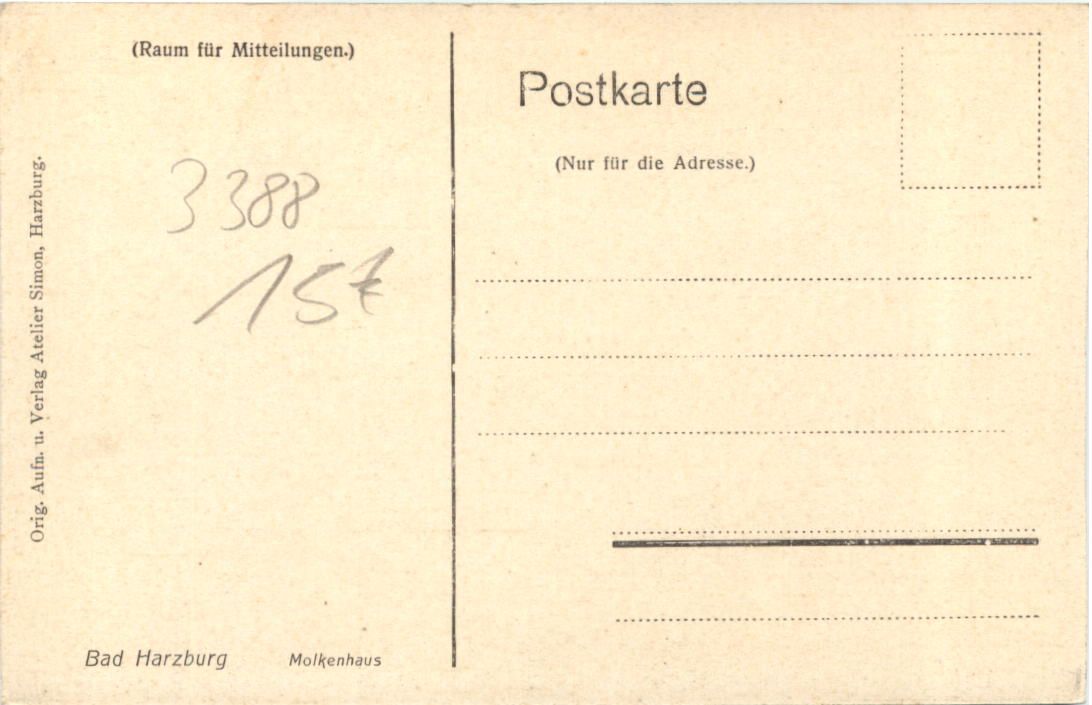 (Raum für Mitteilungen.)
Postkarte
(Nur für die Adresse.)
3388
15
Orig. Aufn. u. Verlag Atelier Simon, Harzburg.
Bad Harzburg Molkenhaus